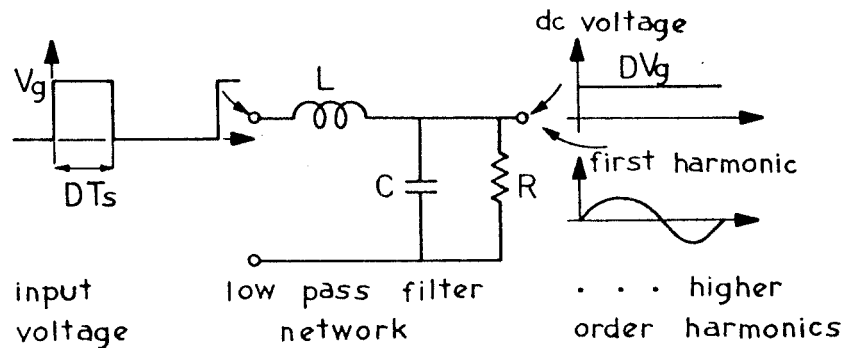 dc voltage
Vg
L
DVg
DTs
C
R
first harmonic
input
voltage
low pass filter
network
. . . higher
order harmonics